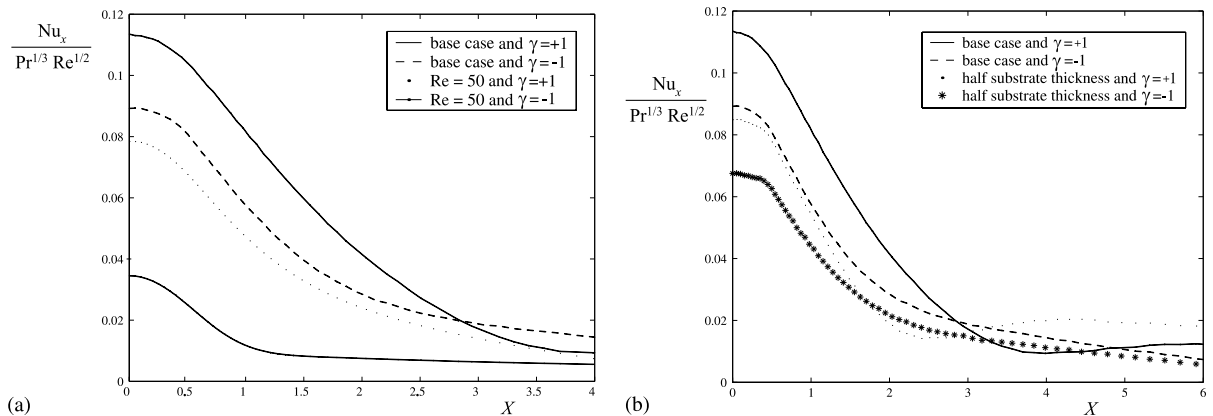 0.12
Nu_x
Pr^1/3 Re^1/2
0.1
0.08
0.06
0.04
0.02
0
base case and γ=+1
base case and γ=-1
Re = 50 and γ=+1
Re = 50 and γ=-1
0 0.5 1 1.5 2 2.5 3 3.5 4
(a)
X
0.12
Nu_x
Pr^1/3 Re^1/2
0.1
0.08
0.06
0.04
0.02
0
base case and γ=+1
base case and γ=-1
half substrate thickness and γ=+1
half substrate thickness and γ=-1
0 1 2 3 4 5 6
(b)
X